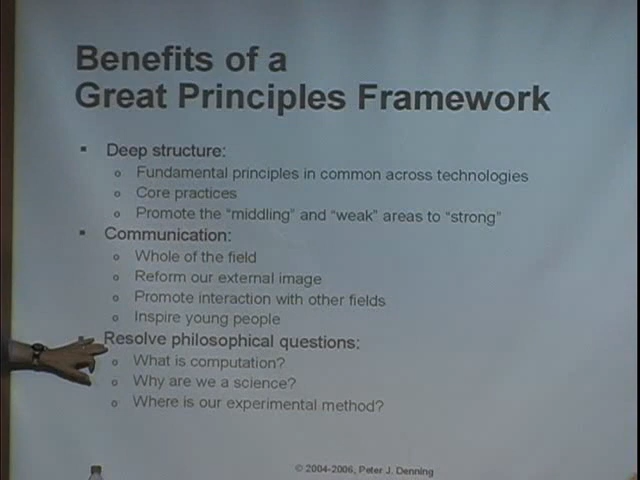 Benefits of a
Great Principles Framework
▪ Deep structure:
o Fundamental principles in common across technologies
o Core practices
o Promote the “middling” and “weak” areas to “strong”
▪ Communication:
o Whole of the field
o Reform our external image
o Promote interaction with other fields
o Inspire young people
Resolve philosophical questions:
o What is computation?
o Why are we a science?
o Where is our experimental method?
© 2004-2006, Peter J. Denning